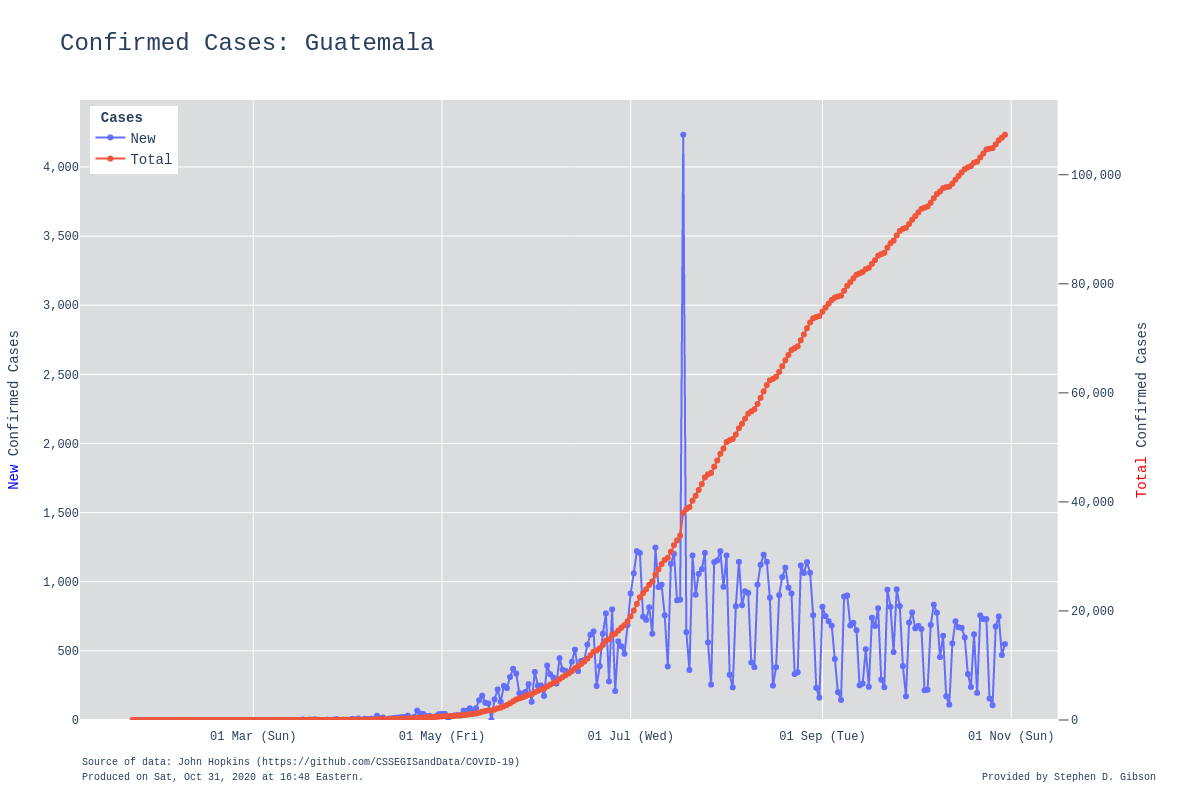 Confirmed Cases: Guatemala
Cases
New
Total
4,000
3,500
3,000
2,500
2,000
1,500
1,000
500
0
New Confirmed Cases
100,000
80,000
60,000
40,000
20,000
0
Total Confirmed Cases
01 Mar (Sun)
01 May (Fri)
01 Jul (Wed)
01 Sep (Tue)
01 Nov (Sun)
Source of data: John Hopkins (https://github.com/CSSEGISandData/COVID-19)
Produced on Sat, Oct 31, 2020 at 16:48 Eastern.
Provided by Stephen D. Gibson